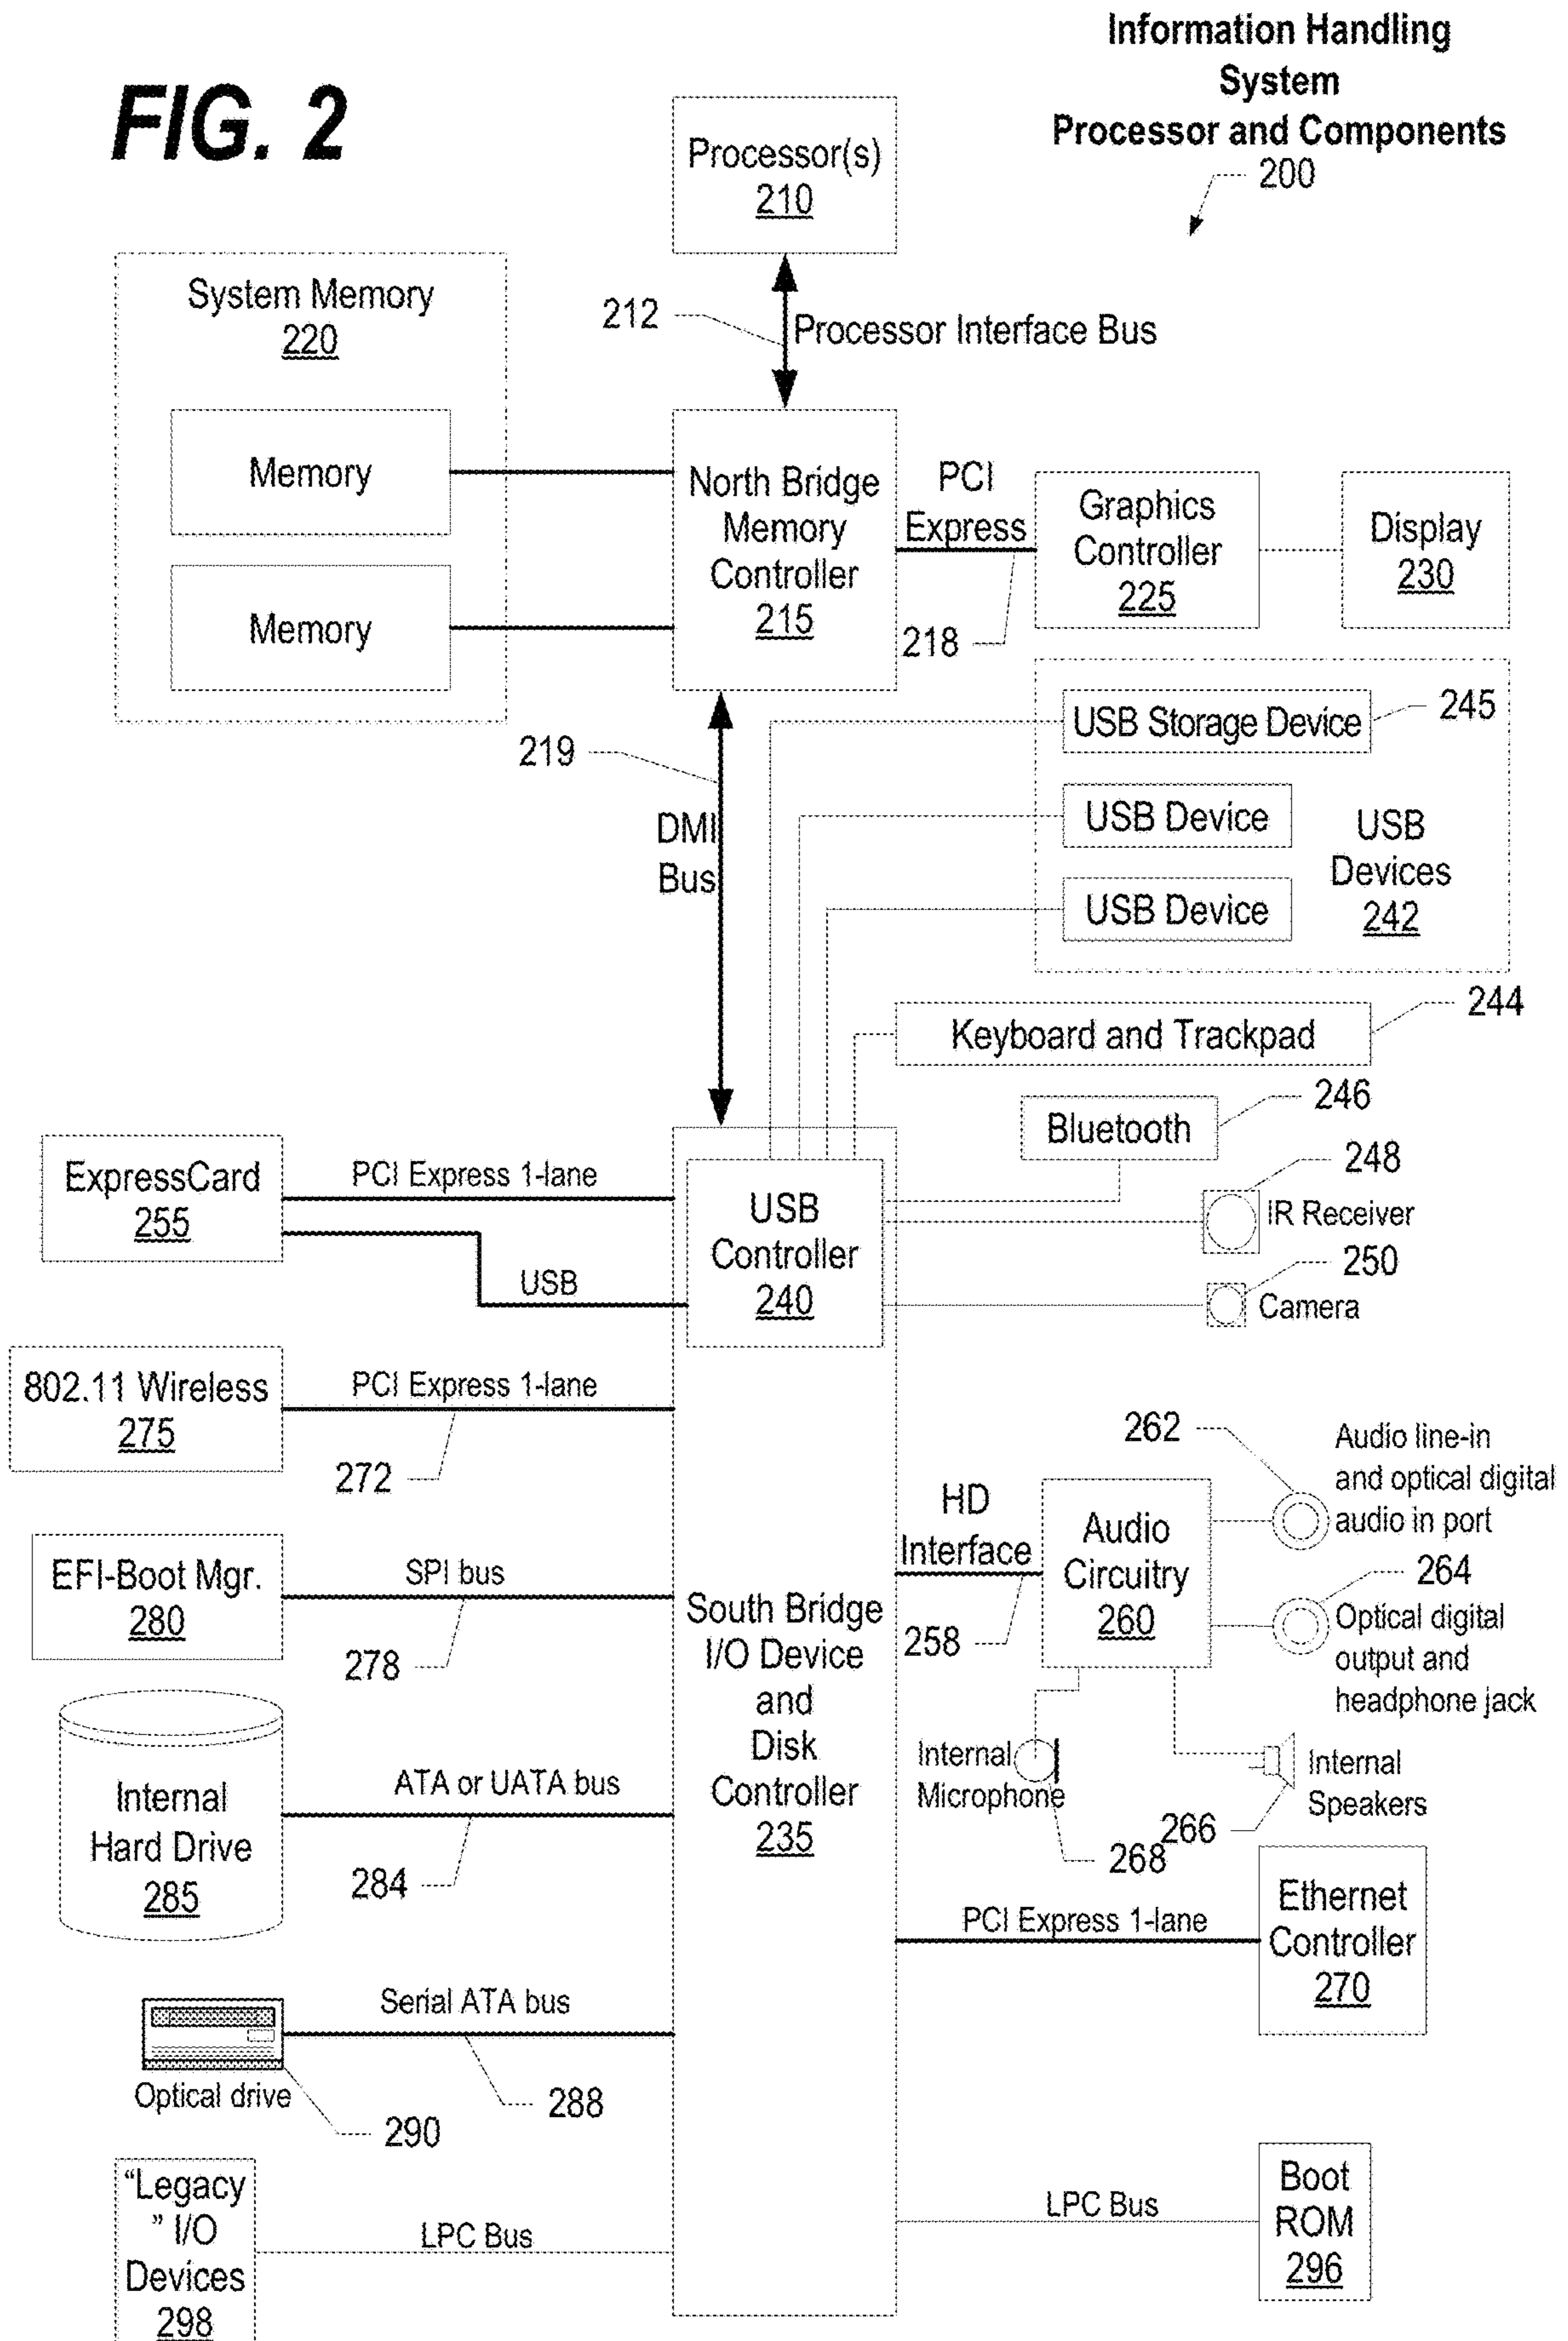 Information Handling
System
Processor and Components
200
FIG. 2
Processor(s)
210
212
Processor Interface Bus
System Memory
220
Memory
Memory
North Bridge
Memory
Controller
215
PCI
Express
218
Graphics
Controller
225
Display
230
219
DMI
Bus
USB Storage Device
245
USB Device
USB Device
USB
Devices
242
Keyboard and Trackpad
244
Bluetooth
246
248
IR Receiver
250
Camera
ExpressCard
255
PCI Express 1-lane
USB
USB
Controller
240
802.11 Wireless
275
PCI Express 1-lane
272
EFI-Boot Mgr.
280
SPI bus
278
Internal
Hard Drive
285
ATA or UATA bus
284
South Bridge
I/O Device
and
Disk
Controller
235
HD
Interface
258
Audio
Circuitry
260
262
Audio line-in
and optical digital
audio in port
264
Optical digital
output and
headphone jack
Internal
Microphone
268
266
Internal
Speakers
PCI Express 1-lane
Ethernet
Controller
270
Serial ATA bus
288
Optical drive
290
“Legacy
” I/O
Devices
298
LPC Bus
LPC Bus
Boot
ROM
296